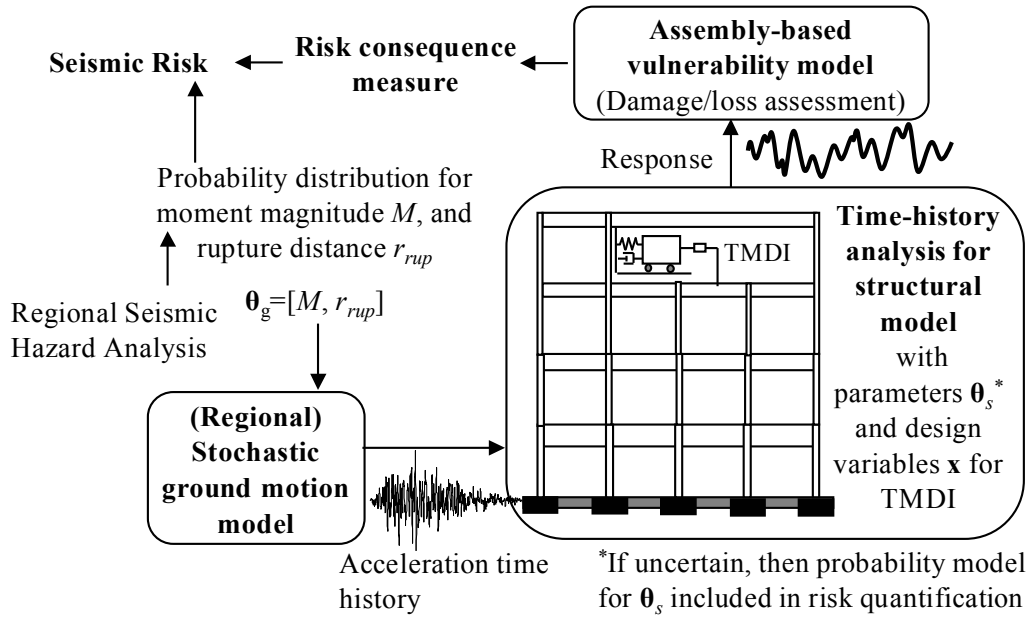 Seismic Risk
Risk consequence
measure
Assembly-based
vulnerability model
(Damage/loss assessment)
Response
Probability distribution for
moment magnitude M, and
rupture distance r_rup
Regional Seismic
Hazard Analysis
θ_g=[M, r_rup]
(Regional)
Stochastic
ground motion
model
Acceleration time
history
TMDI
Time-history
analysis for
structural
model
with
parameters θ_s*
and design
variables x for
TMDI
*If uncertain, then probability model
for θ_s included in risk quantification